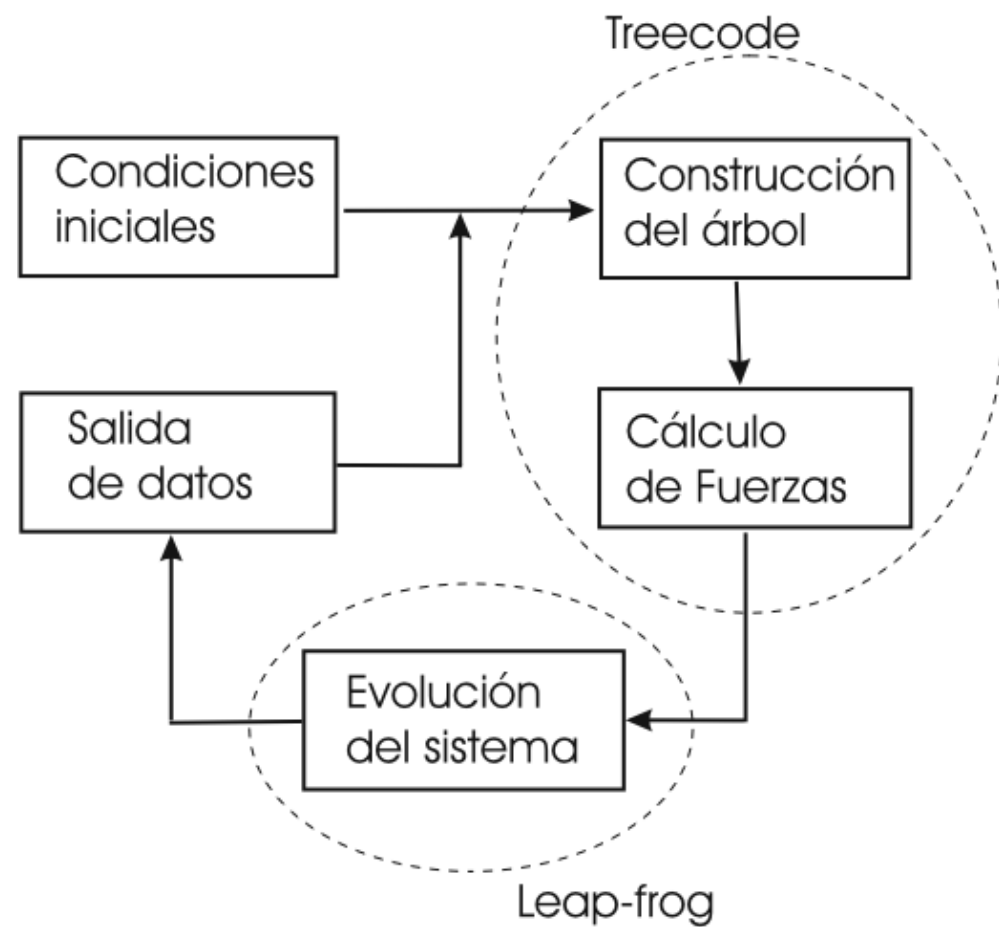 Treecode
Condiciones
iniciales
Construcción
del árbol
Salida
de datos
Cálculo
de Fuerzas
Evolución
del sistema
Leap-frog